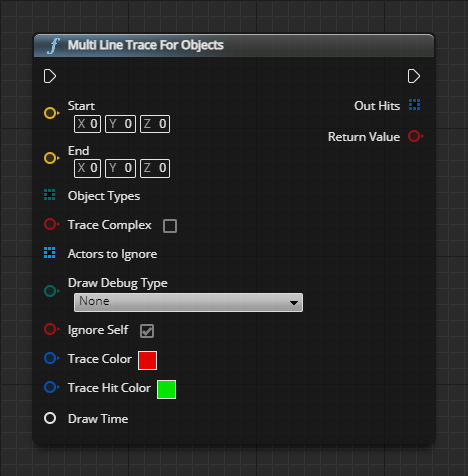 f Multi Line Trace For Objects
Start
Out Hits
X 0 Y 0 Z 0
Return Value
End
X 0 Y 0 Z 0
Object Types
Trace Complex
Actors to Ignore
Draw Debug Type
None
Ignore Self
Trace Color
Trace Hit Color
Draw Time